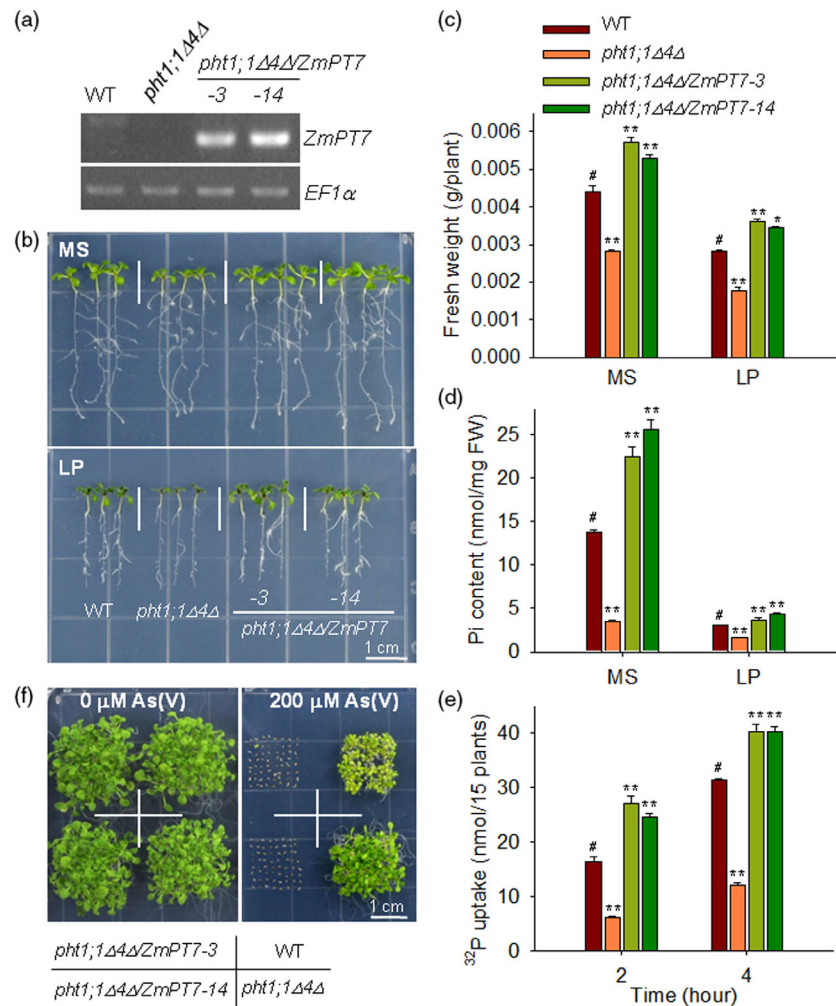 (a)
WT pht1;1Δ4Δ pht1;1Δ4Δ/ZmPT7
-3 -14
ZmPT7
EF1α
(b)
MS
LP
WT pht1;1Δ4Δ -3 -14
pht1;1Δ4Δ/ZmPT7
1 cm
(c)
WT
pht1;1Δ4Δ
pht1;1Δ4Δ/ZmPT7-3
pht1;1Δ4Δ/ZmPT7-14
Fresh weight (g/plant)
0.006
0.005
0.004
0.003
0.002
0.001
0.000
# ** ** **
# ** ** *
MS LP
(d)
Pi content (nmol/mg FW)
25
20
15
10
5
0
# ** ** **
# ** ** **
MS LP
(e)
32P uptake (nmol/15 plants)
40
30
20
10
0
# ** ** **
# ** ** **
2 4
Time (hour)
(f)
0 µM As(V) 200 µM As(V)
1 cm
pht1;1Δ4Δ/ZmPT7-3 WT
pht1;1Δ4Δ/ZmPT7-14 pht1;1Δ4Δ